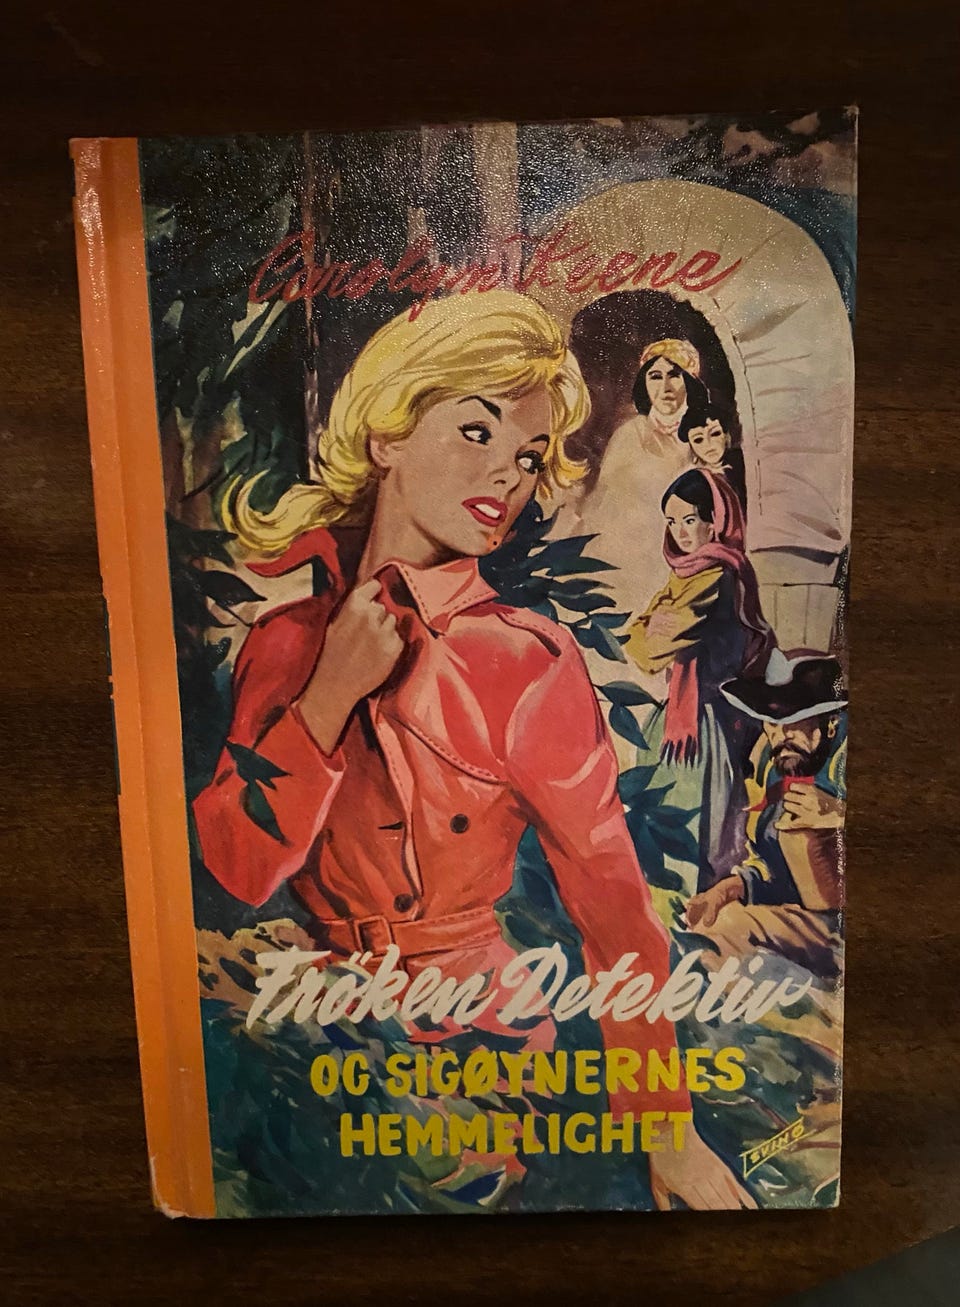 Carolyn Keene
Fröken Detektiv
OG SIGØYNERNES
HEMMELIGHET
SVINØ